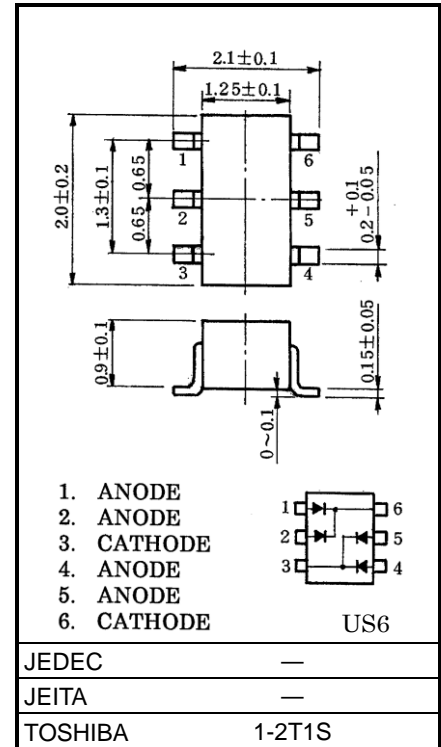 2.1±0.1
1.25±0.1
1 6
2 5
3 4
2.0±0.2
1.3±0.1
0.65 0.65
+0.1
0.2-0.05
0.9±0.1
0.15±0.05
0~0.1
1. ANODE
2. ANODE
3. CATHODE
4. ANODE
5. ANODE
6. CATHODE
1 6
2 5
3 4
US6
JEDEC —
JEITA —
TOSHIBA 1-2T1S